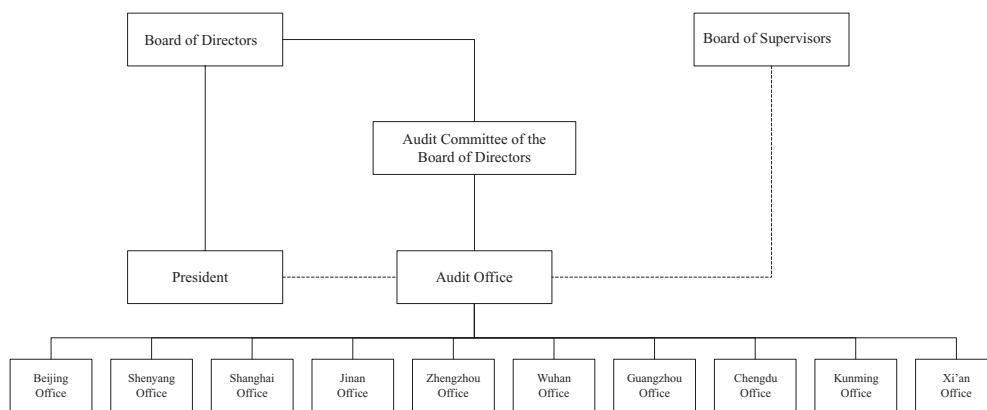 Board of Directors
Board of Supervisors
Audit Committee of the
Board of Directors
President
Audit Office
Beijing
Office
Shenyang
Office
Shanghai
Office
Jinan
Office
Zhengzhou
Office
Wuhan
Office
Guangzhou
Office
Chengdu
Office
Kunming
Office
Xi’an
Office